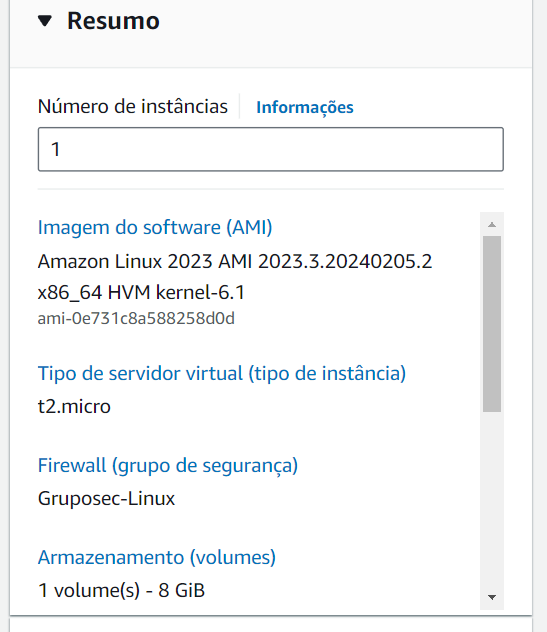 Resumo
Número de instâncias
Informações
1
Imagem do software (AMI)
Amazon Linux 2023 AMI 2023.3.20240205.2
x86_64 HVM kernel-6.1
ami-0e731c8a588258d0d
Tipo de servidor virtual (tipo de instância)
t2.micro
Firewall (grupo de segurança)
Gruposec-Linux
Armazenamento (volumes)
1 volume(s) - 8 GiB